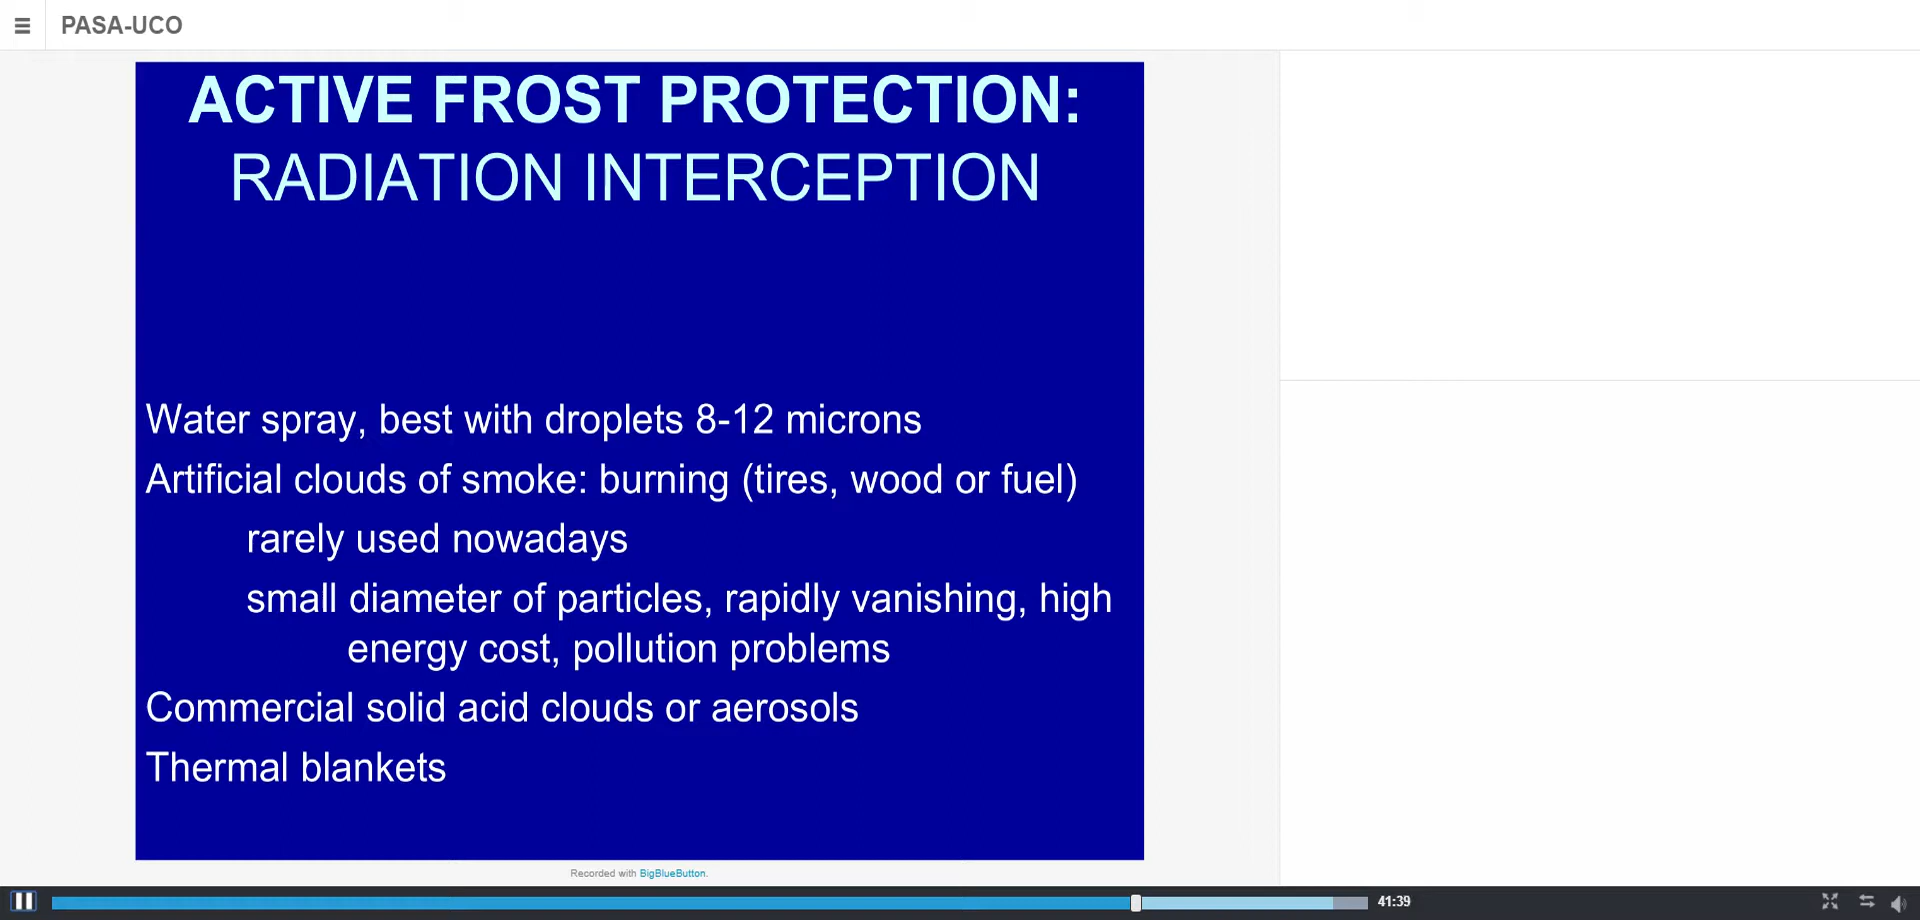 PASA-UCO
ACTIVE FROST PROTECTION:
RADIATION INTERCEPTION
Water spray, best with droplets 8-12 microns
Artificial clouds of smoke: burning (tires, wood or fuel)
rarely used nowadays
small diameter of particles, rapidly vanishing, high
energy cost, pollution problems
Commercial solid acid clouds or aerosols
Thermal blankets
Recorded with BigBlueButton.
41:39